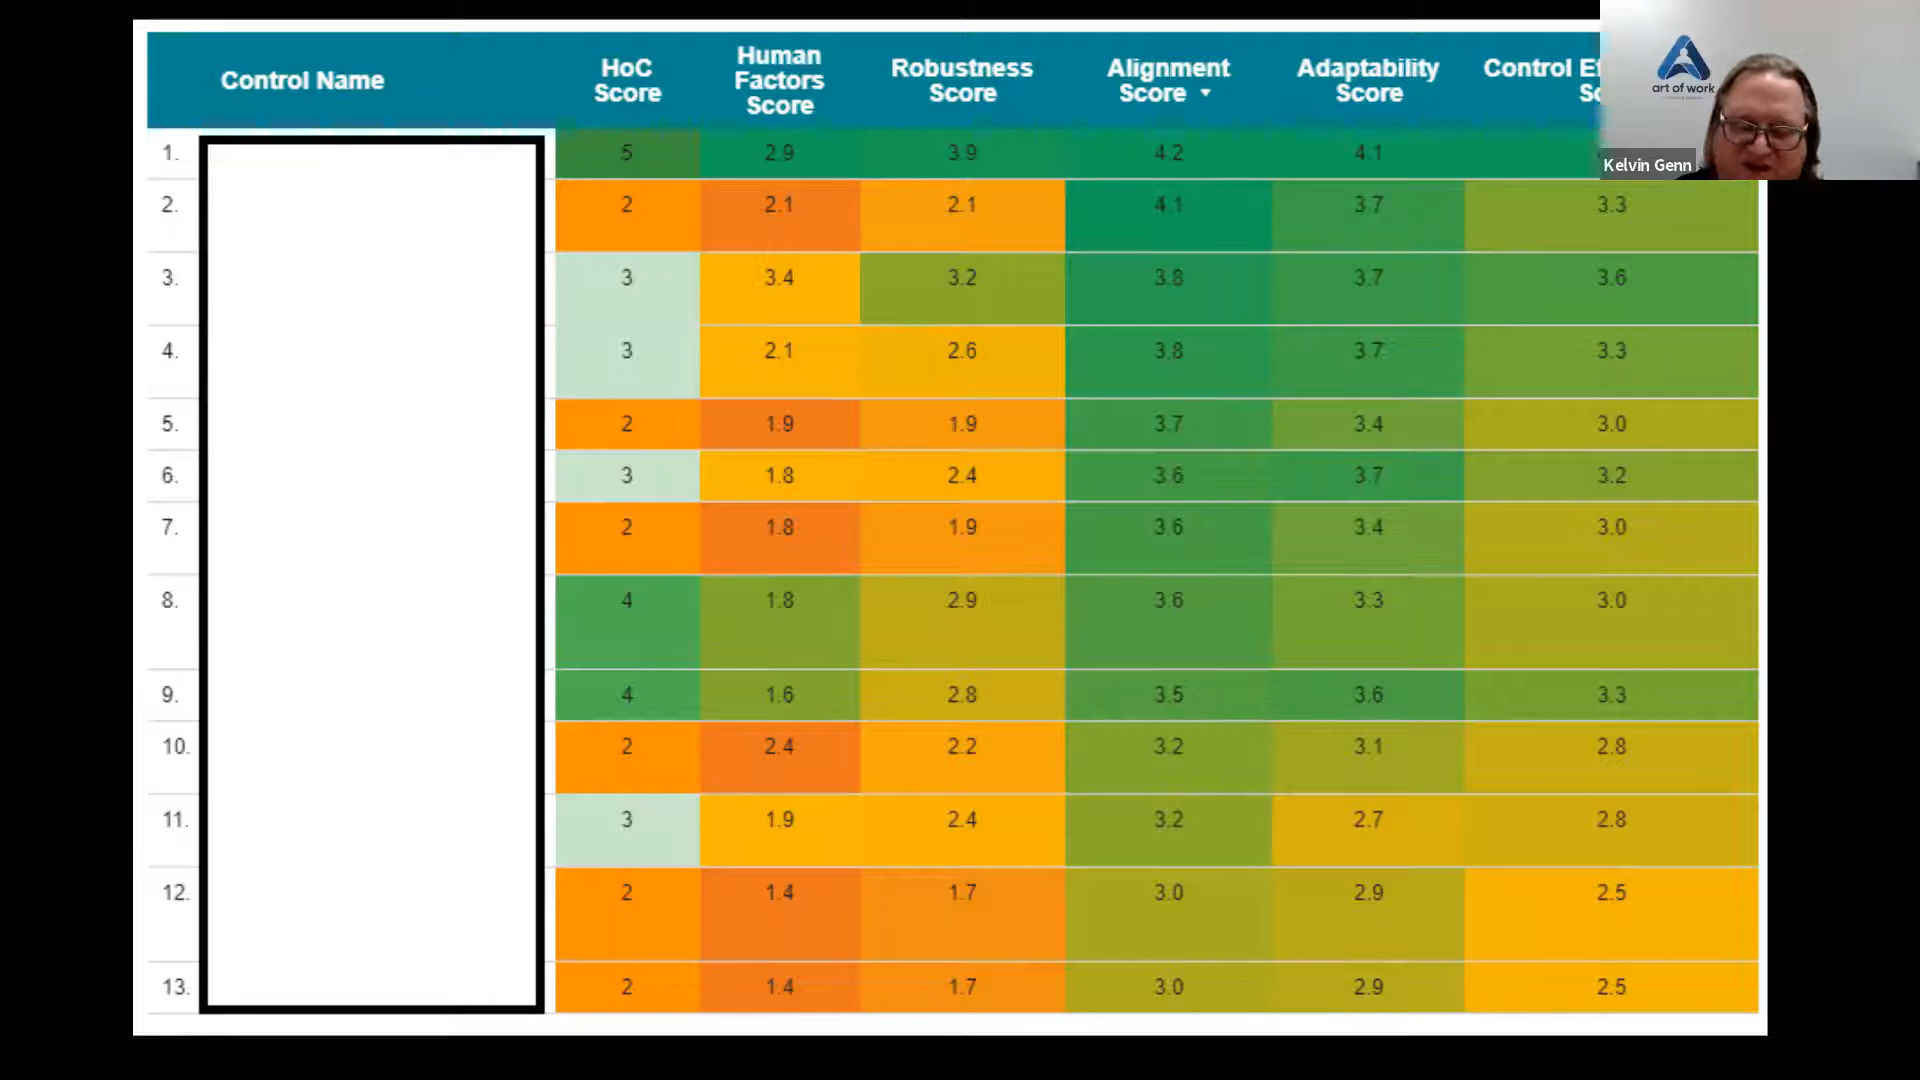 Control Name
HoC Score
Human Factors Score
Robustness Score
Alignment Score ▼
Adaptability Score
Control
art of work
Kelvin Genn
1. 5 2.9 3.9 4.2 4.1
2. 2 2.1 2.1 4.1 3.7 3.3
3. 3 3.4 3.2 3.8 3.7 3.6
4. 3 2.1 2.6 3.8 3.7 3.3
5. 2 1.9 1.9 3.7 3.4 3.0
6. 3 1.8 2.4 3.6 3.7 3.2
7. 2 1.8 1.9 3.6 3.4 3.0
8. 4 1.8 2.9 3.6 3.3 3.0
9. 4 1.6 2.8 3.5 3.6 3.3
10. 2 2.4 2.2 3.2 3.1 2.8
11. 3 1.9 2.4 3.2 2.7 2.8
12. 2 1.4 1.7 3.0 2.9 2.5
13. 2 1.4 1.7 3.0 2.9 2.5